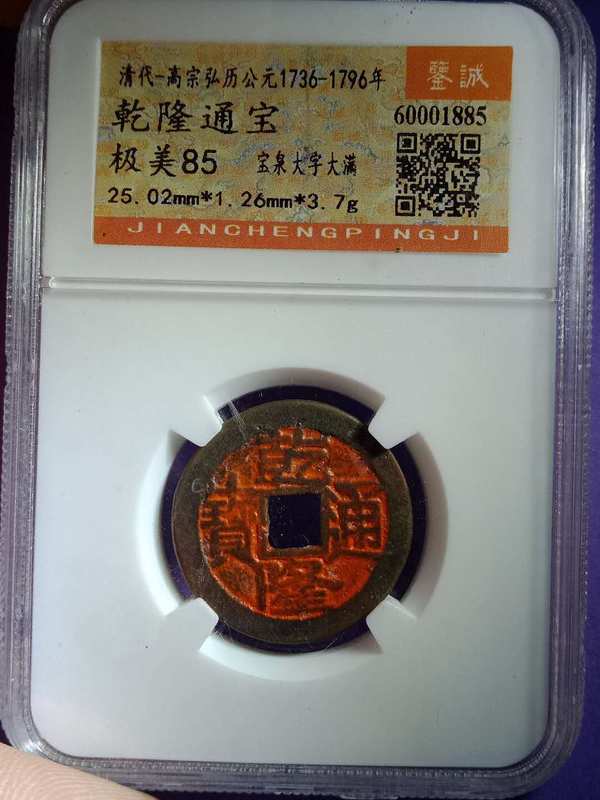 清代-高宗弘历公元1736-1796年
鑒誠
乾隆通宝
60001885
极美85 宝泉大字大满
25.02mm*1.26mm*3.7g
JIANCHENGPINGJI
乾隆通寶